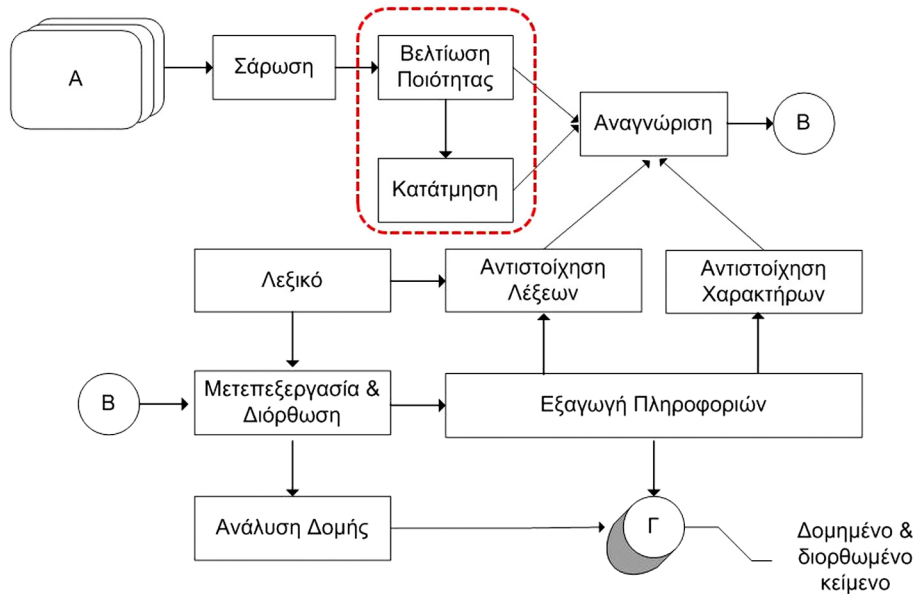 Α
Σάρωση
Βελτίωση
Ποιότητας
Αναγνώριση
Β
Κατάτμηση
Λεξικό
Αντιστοίχηση
Λέξεων
Αντιστοίχηση
Χαρακτήρων
Β
Μετεπεξεργασία &
Διόρθωση
Εξαγωγή Πληροφοριών
Ανάλυση Δομής
Γ
Δομημένο &
διορθωμένο
κείμενο